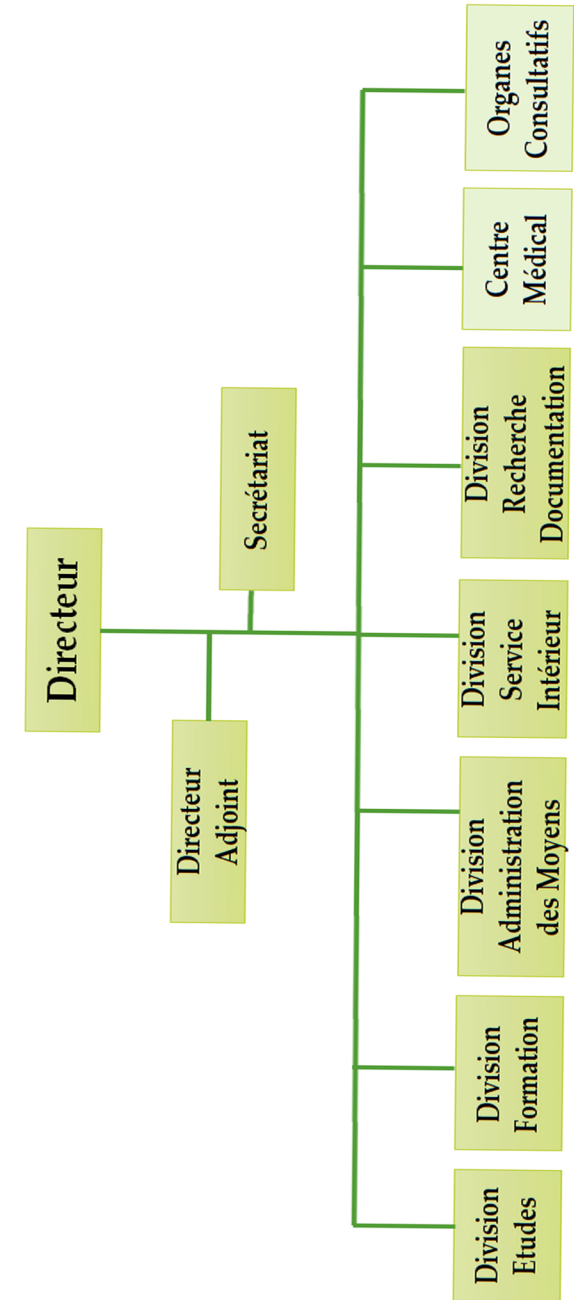 Directeur
Directeur
Adjoint
Secrétariat
Division
Etudes
Division
Formation
Division
Administration
des Moyens
Division
Service
Intérieur
Division
Recherche
Documentation
Centre
Médical
Organes
Consultatifs